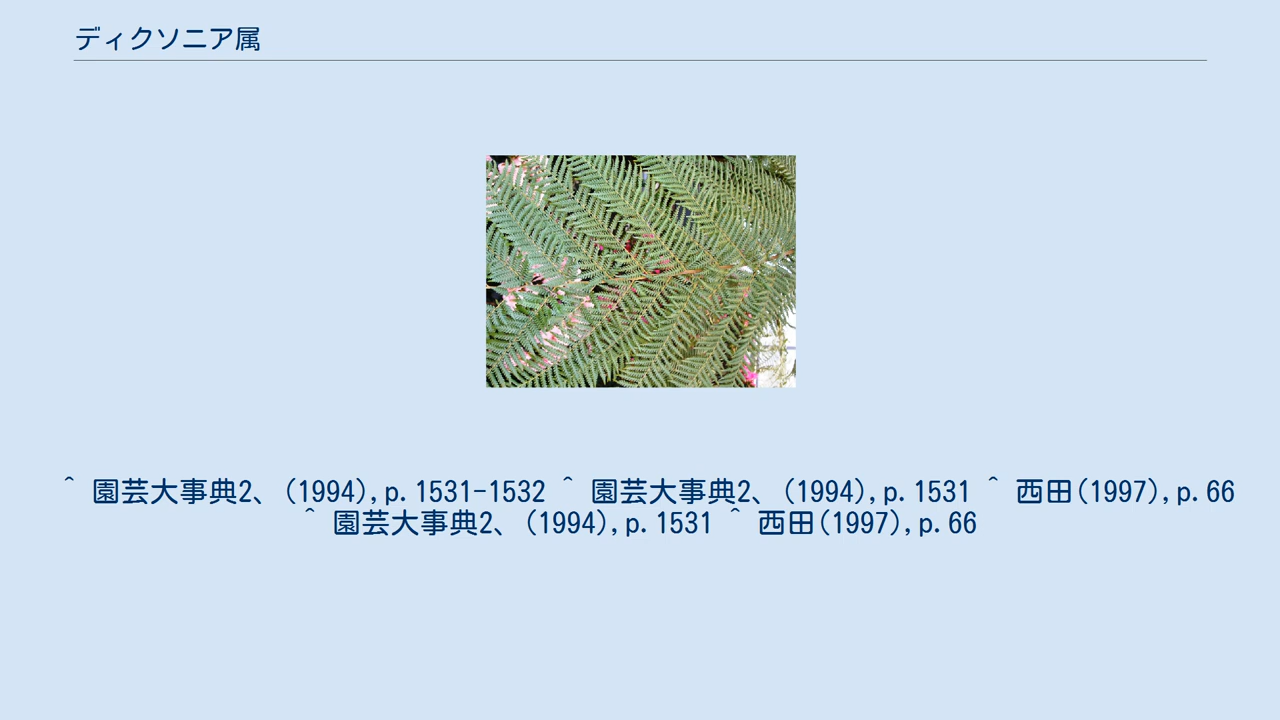 ディクソニア属
^ 園芸大事典2、(1994),p.1531-1532 ^ 園芸大事典2、(1994),p.1531 ^ 西田(1997),p.66
^ 園芸大事典2、(1994),p.1531 ^ 西田(1997),p.66